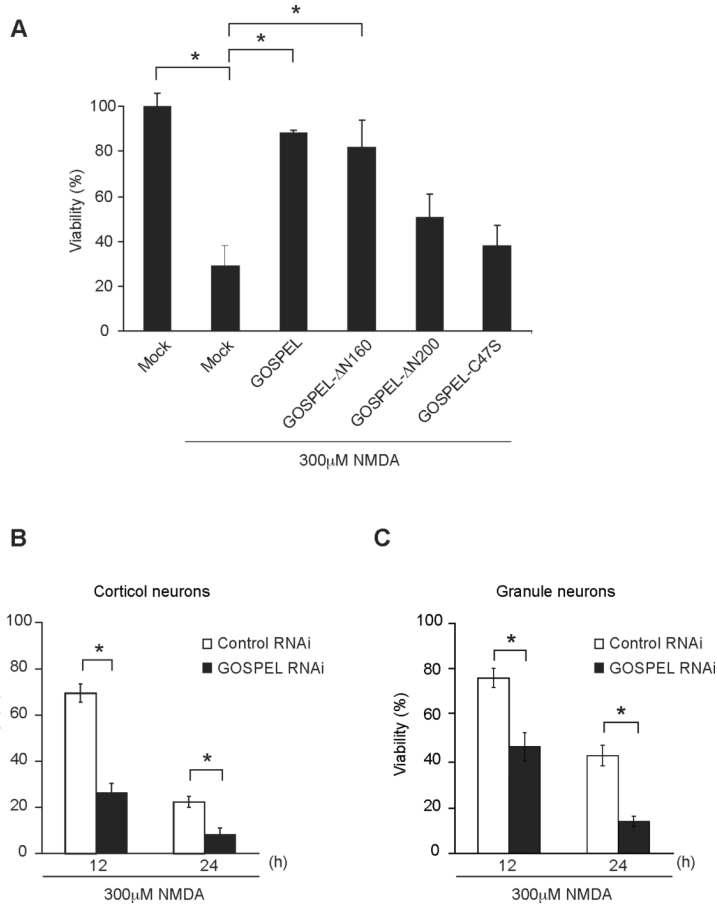 A
* * *
Viability (%)
100
80
60
40
20
0
Mock
Mock
GOSPEL
GOSPEL-ΔN160
GOSPEL-ΔN200
GOSPEL-C47S
300μM NMDA
B
Corticol neurons
100
80
60
40
20
0
Control RNAi
GOSPEL RNAi
*
*
12
24
(h)
300μM NMDA
C
Granule neurons
Viability (%)
100
80
60
40
20
0
Control RNAi
GOSPEL RNAi
*
*
12
24
(h)
300μM NMDA